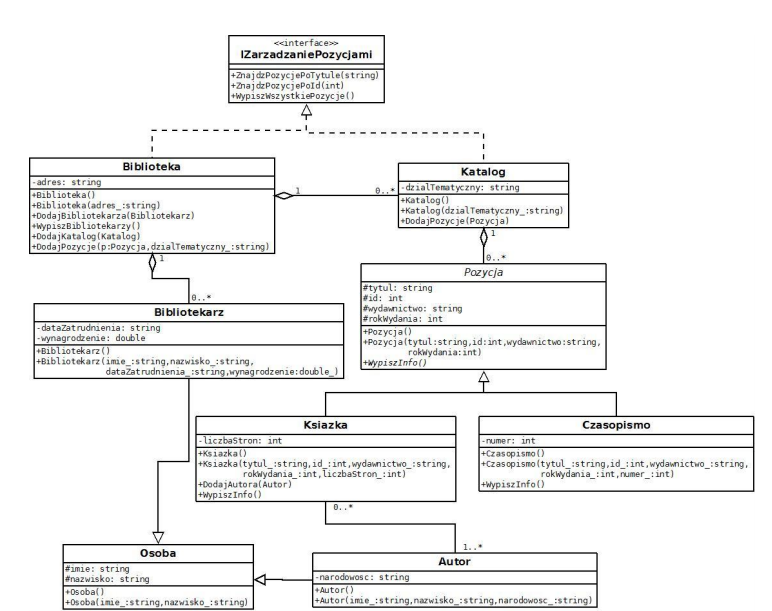 <<interface>>
IZarzadzaniePozycjami
+ZnajdzPozycjePoTytule(string)
+ZnajdzPozycjePoId(int)
+WypiszWszystkiePozycje()
Biblioteka
-adres: string
+Biblioteka()
+Biblioteka(adres_:string)
+DodajBibliotekarza(Bibliotekarz)
+WypiszBibliotekarzy()
+DodajKatalog(Katalog)
+DodajPozycje(p:Pozycja,dzialTematyczny_:string)
1
0..*
Katalog
-dzialTematyczny: string
+Katalog()
+Katalog(dzialTematyczny_:string)
+DodajPozycje(Pozycja)
1
0..*
1
0..*
Pozycja
#tytul: string
#id: int
#wydawnictwo: string
#rokWydania: int
+Pozycja()
+Pozycja(tytul:string,id:int,wydawnictwo:string,
rokWydania:int)
+WypiszInfo()
Bibliotekarz
-dataZatrudnienia: string
-wynagrodzenie: double
+Bibliotekarz()
+Bibliotekarz(imie_:string,nazwisko_:string,
dataZatrudnienia_:string,wynagrodzenie:double_)
Ksiazka
-liczbaStron: int
+Ksiazka()
+Ksiazka(tytul_:string,id_:int,wydawnictwo_:string,
rokWydania_:int,liczbaStron_:int)
+DodajAutora(Autor)
+WypiszInfo()
Czasopismo
-numer: int
+Czasopismo()
+Czasopismo(tytul_:string,id_:int,wydawnictwo_:string,
rokWydania_:int,numer_:int)
+WypiszInfo()
0..*
1..*
Osoba
#imie: string
#nazwisko: string
+Osoba()
+Osoba(imie_:string,nazwisko_:string)
Autor
-narodowosc: string
+Autor()
+Autor(imie_:string,nazwisko_:string,narodowosc_:string)